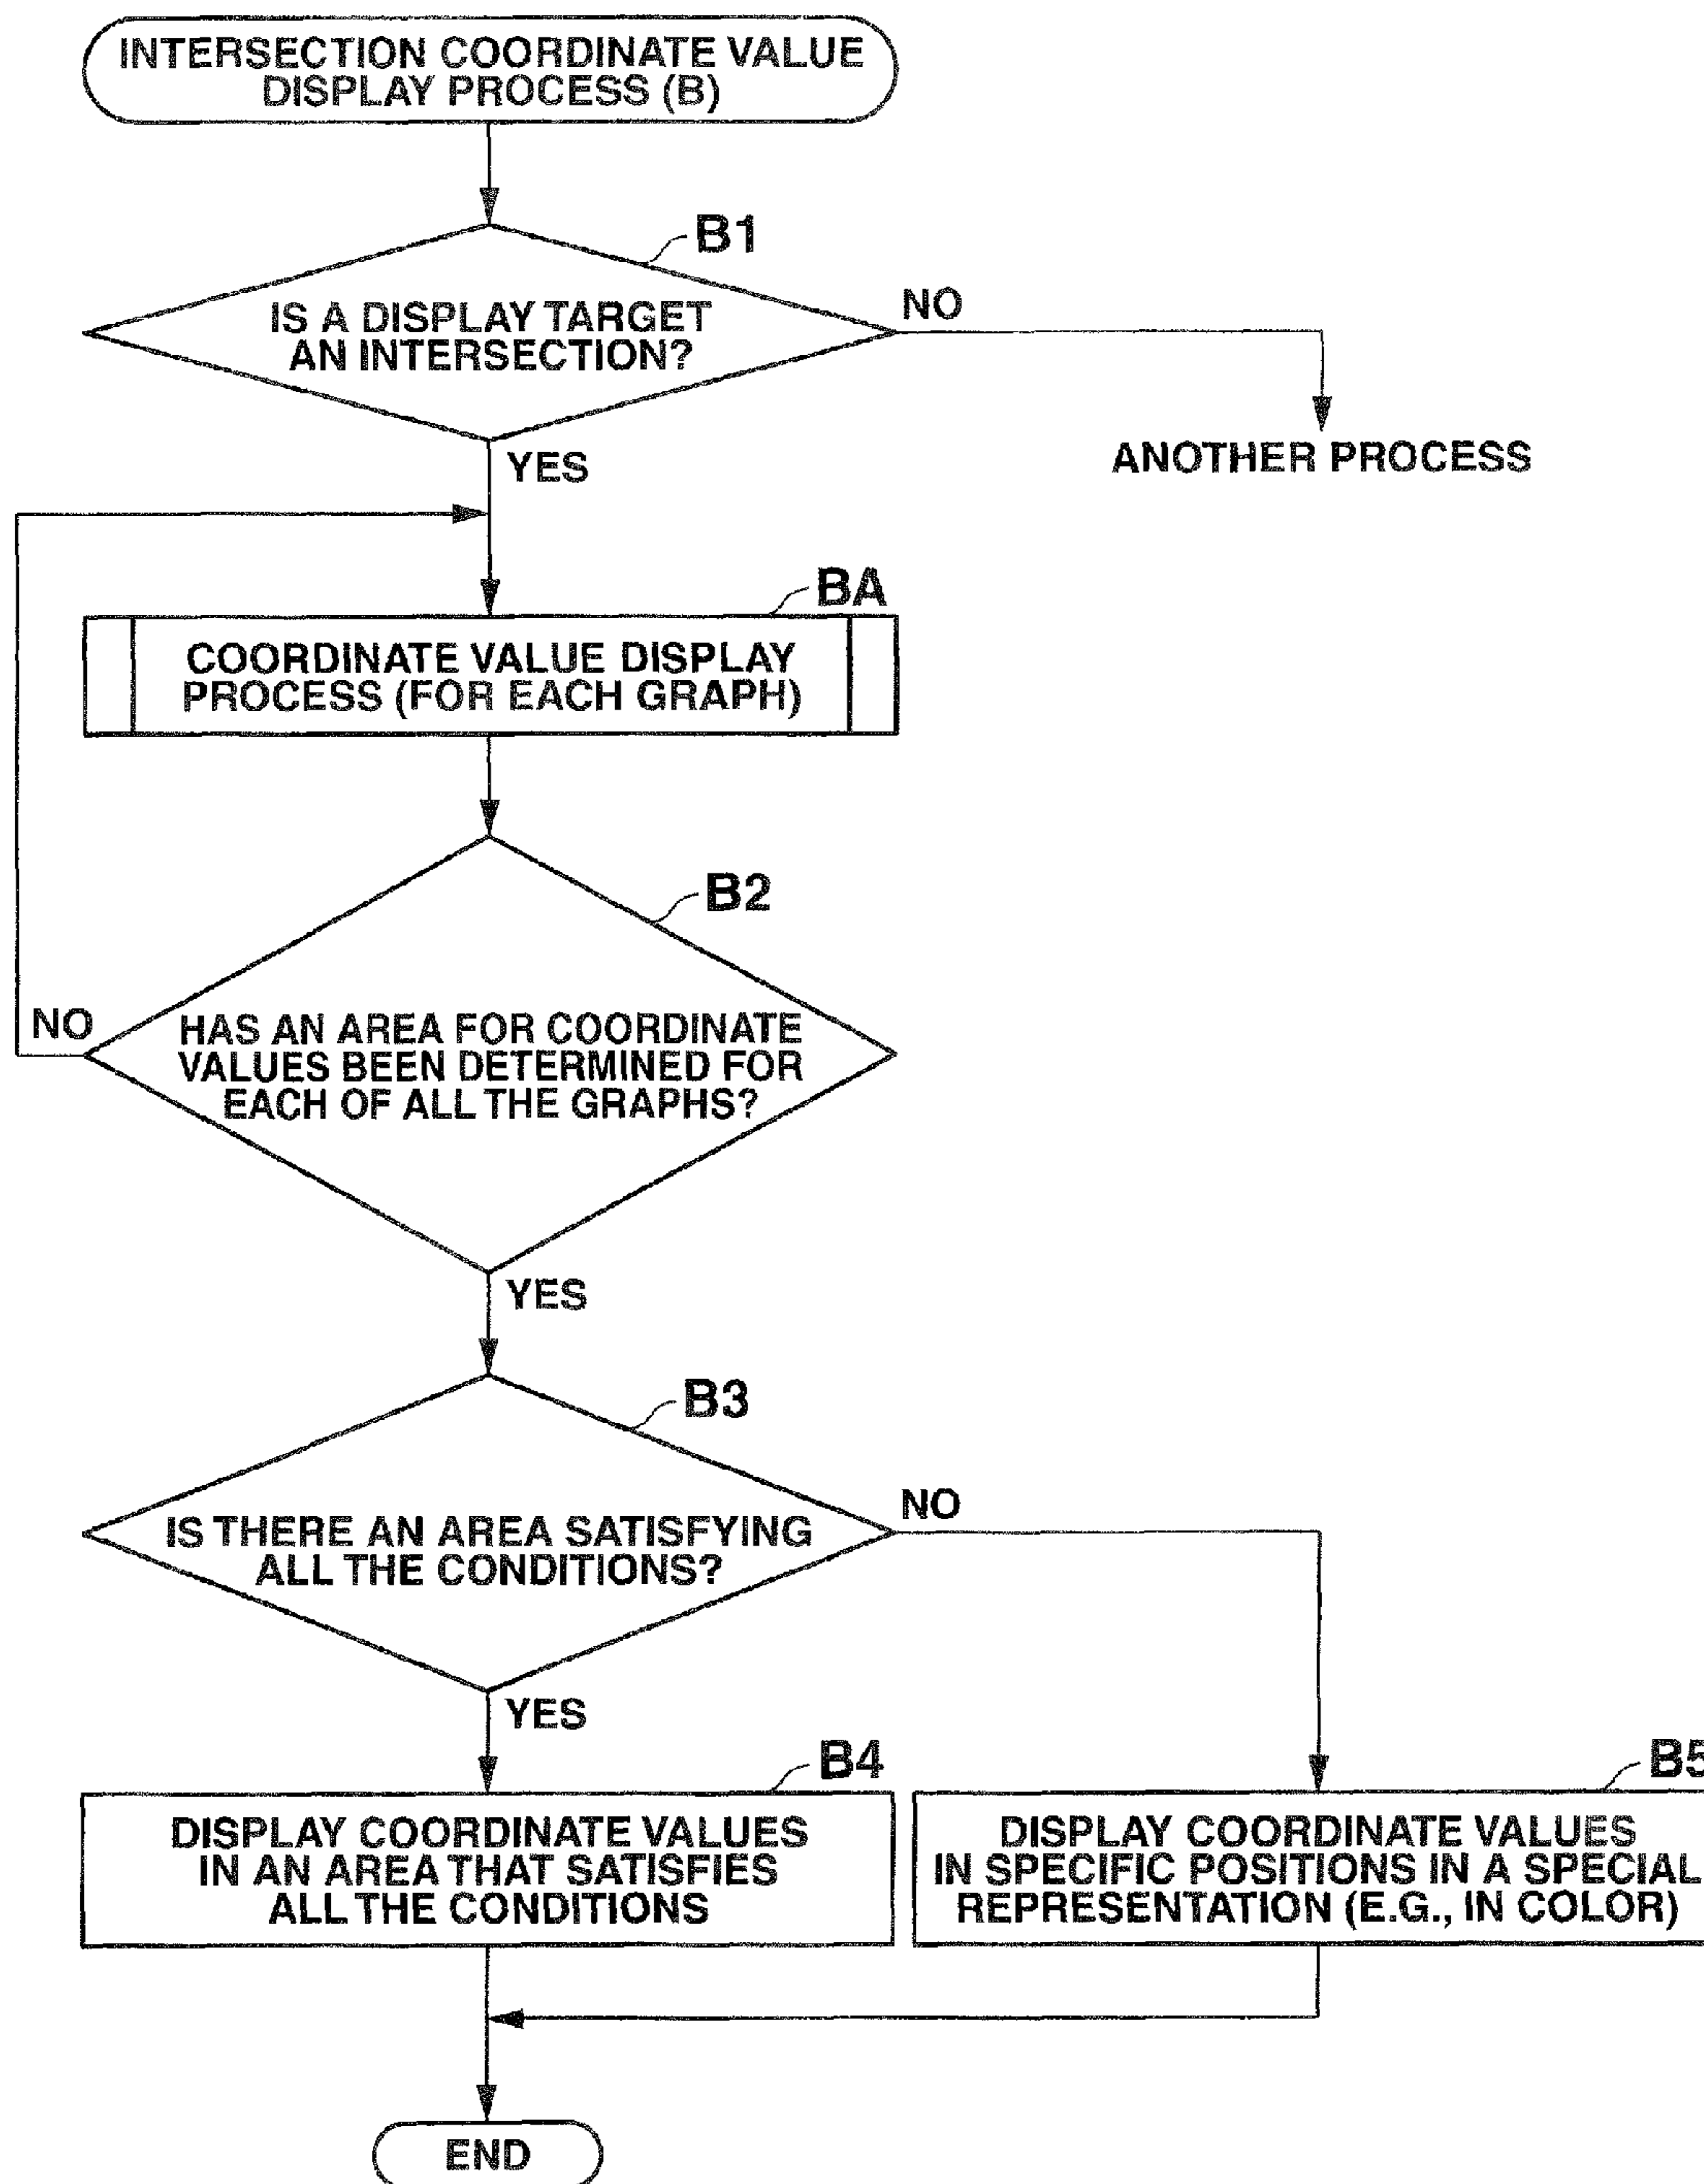 INTERSECTION COORDINATE VALUE
DISPLAY PROCESS (B)
B1
IS A DISPLAY TARGET
AN INTERSECTION?
NO
ANOTHER PROCESS
YES
BA
COORDINATE VALUE DISPLAY
PROCESS (FOR EACH GRAPH)
B2
NO
HAS AN AREA FOR COORDINATE
VALUES BEEN DETERMINED FOR
EACH OF ALL THE GRAPHS?
YES
B3
IS THERE AN AREA SATISFYING
ALL THE CONDITIONS?
NO
YES
B4
DISPLAY COORDINATE VALUES
IN AN AREA THAT SATISFIES
ALL THE CONDITIONS
B5
DISPLAY COORDINATE VALUES
IN SPECIFIC POSITIONS IN A SPECIAL
REPRESENTATION (E.G., IN COLOR)
END